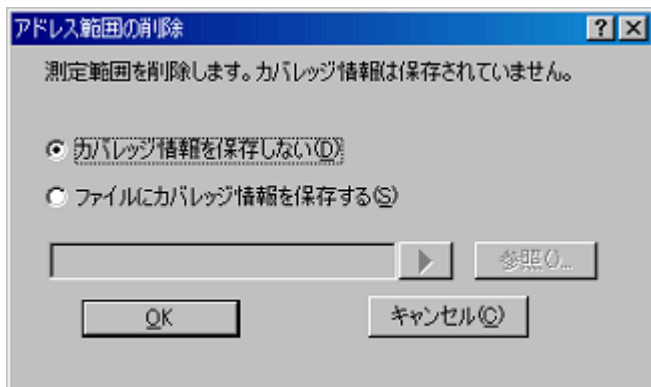 アドレス範囲の削除
測定範囲を削除します。カバレッジ情報は保存されていません。
カバレッジ情報を保存しない(D)
ファイルにカバレッジ情報を保存する(S)
参照()...
OK
キャンセル(C)